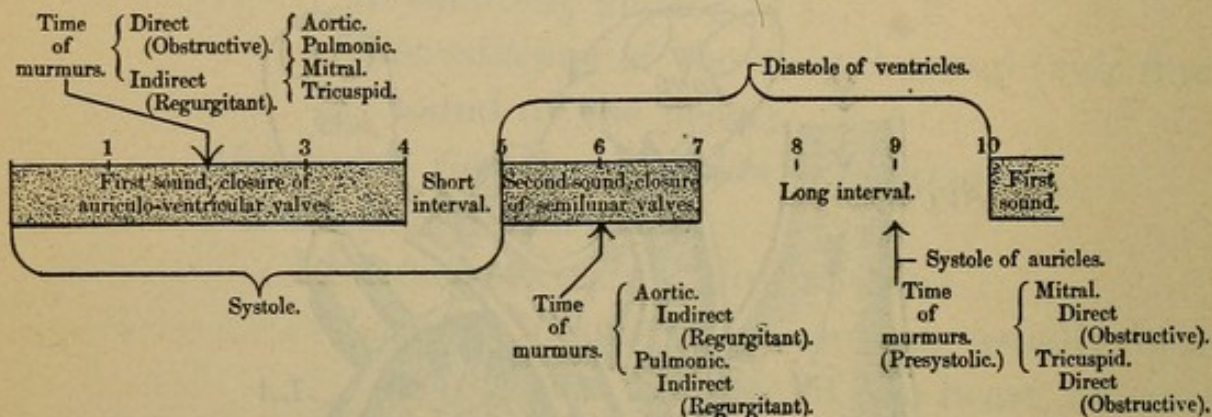 Time
of
murmurs.
Direct
(Obstructive).
Indirect
(Regurgitant).
Aortic.
Pulmonic.
Mitral.
Tricuspid.
Diastole of ventricles.
1 3 4 5 6 7 8 9 10
First sound, closure of
auriculo-ventricular valves.
Short
interval.
Second sound, closure
of semilunar valves.
Long interval.
First
sound.
Systole.
Time
of
murmurs.
Aortic.
Indirect
(Regurgitant).
Pulmonic.
Indirect
(Regurgitant).
Systole of auricles.
Time
of
murmurs.
(Presystolic.)
Mitral.
Direct
(Obstructive).
Tricuspid.
Direct
(Obstructive).